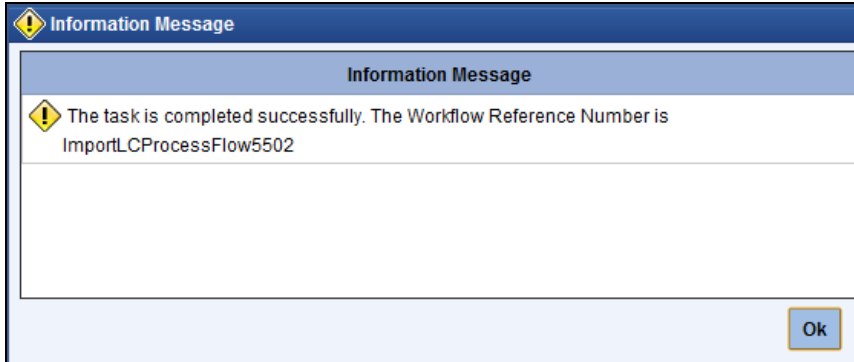 Information Message
Information Message
The task is completed successfully. The Workflow Reference Number is
ImportLCProcessFlow5502
Ok